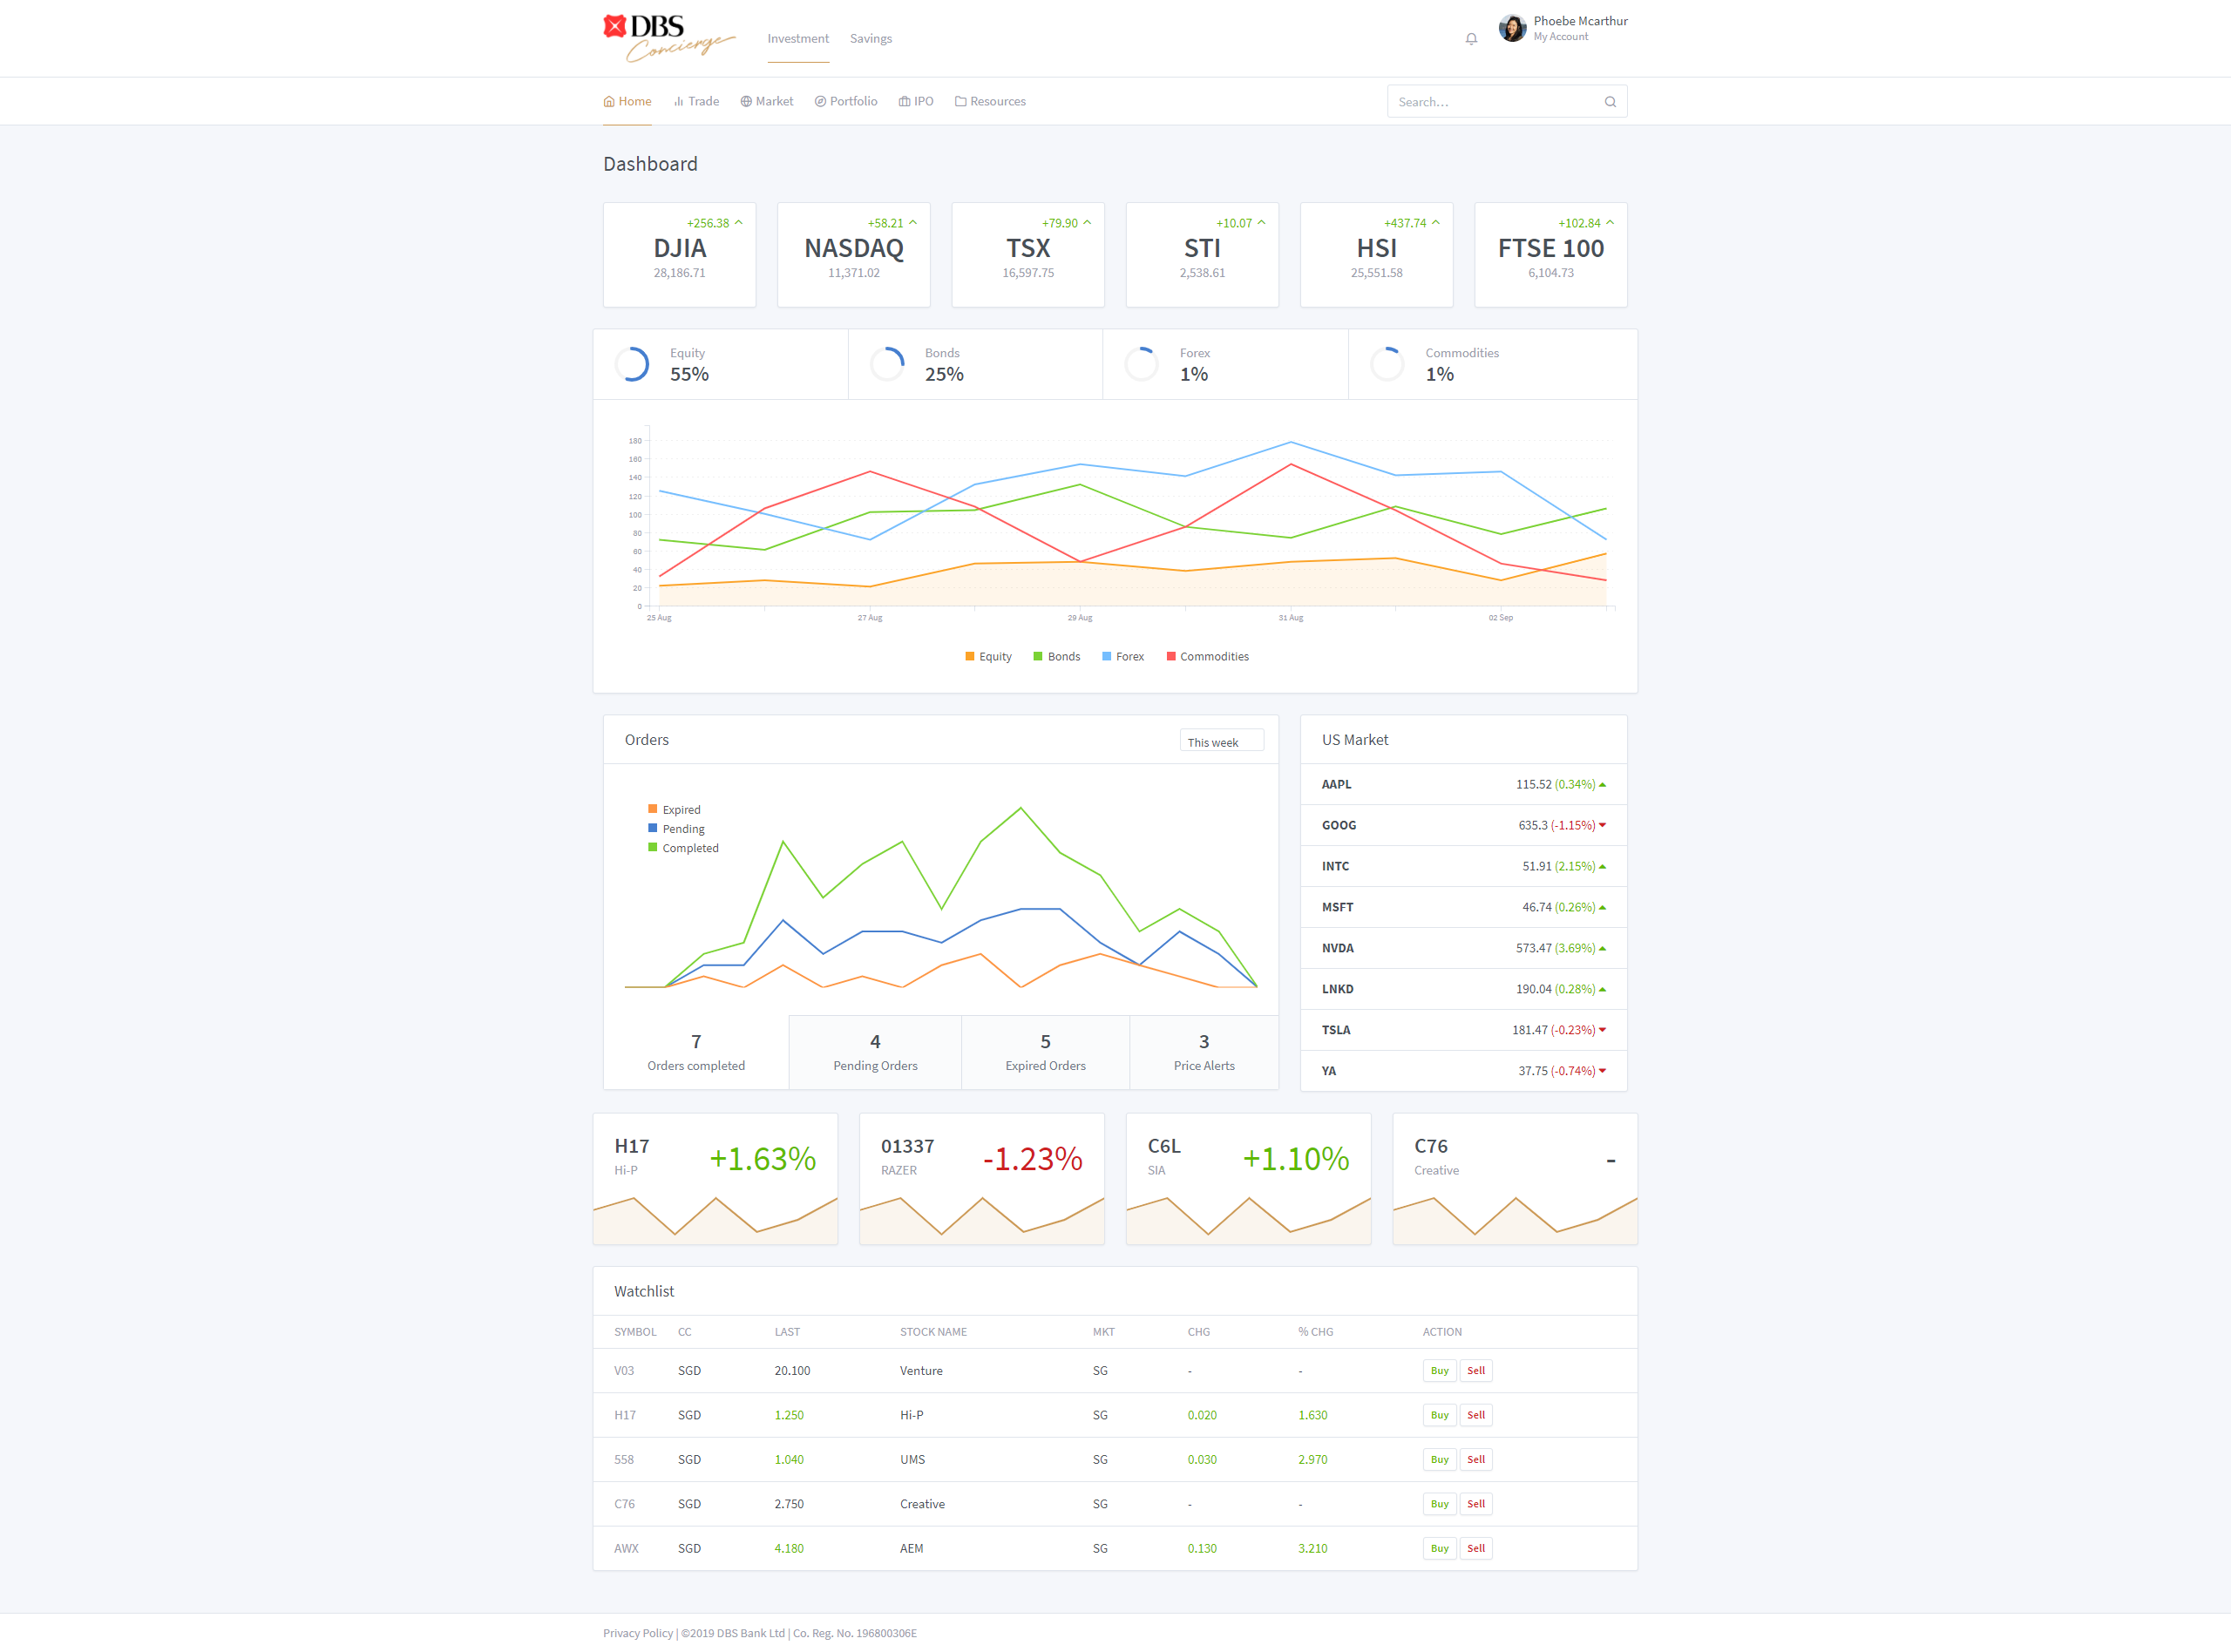 DBS
Concierge
Investment Savings
Phoebe Mcarthur
My Account
Home Trade Market Portfolio IPO Resources
Search...
Dashboard
+256.38
DJIA
28,186.71
+58.21
NASDAQ
11,371.02
+79.90
TSX
16,597.75
+10.07
STI
2,538.61
+437.74
HSI
25,551.58
+102.84
FTSE 100
6,104.73
Equity
55%
Bonds
25%
Forex
1%
Commodities
1%
180
160
140
120
100
80
60
40
20
0
25 Aug 27 Aug 29 Aug 31 Aug 02 Sep
Equity Bonds Forex Commodities
Orders
This week
Expired
Pending
Completed
7
Orders completed
4
Pending Orders
5
Expired Orders
3
Price Alerts
US Market
AAPL 115.52 (0.34%)
GOOG 635.3 (-1.15%)
INTC 51.91 (2.15%)
MSFT 46.74 (0.26%)
NVDA 573.47 (3.69%)
LNKD 190.04 (0.28%)
TSLA 181.47 (-0.23%)
YA 37.75 (-0.74%)
H17
Hi-P
+1.63%
01337
RAZER
-1.23%
C6L
SIA
+1.10%
C76
Creative
-
Watchlist
SYMBOL CC LAST STOCK NAME MKT CHG % CHG ACTION
V03 SGD 20.100 Venture SG - - Buy Sell
H17 SGD 1.250 Hi-P SG 0.020 1.630 Buy Sell
558 SGD 1.040 UMS SG 0.030 2.970 Buy Sell
C76 SGD 2.750 Creative SG - - Buy Sell
AWX SGD 4.180 AEM SG 0.130 3.210 Buy Sell
Privacy Policy | ©2019 DBS Bank Ltd | Co. Reg. No. 196800306E